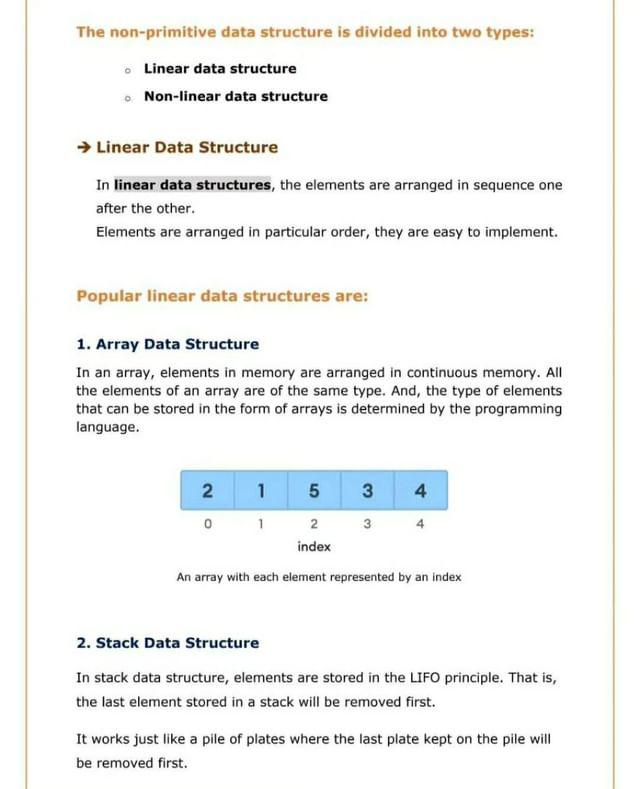 The non-primitive data structure is divided into two types:
Linear data structure
Non-linear data structure
→ Linear Data Structure
In linear data structures, the elements are arranged in sequence one
after the other.
Elements are arranged in particular order, they are easy to implement.
Popular linear data structures are:
1. Array Data Structure
In an array, elements in memory are arranged in continuous memory. All
the elements of an array are of the same type. And, the type of elements
that can be stored in the form of arrays is determined by the programming
language.
2 1 5 3 4
0 1 2 3 4
index
An array with each element represented by an index
2. Stack Data Structure
In stack data structure, elements are stored in the LIFO principle. That is,
the last element stored in a stack will be removed first.
It works just like a pile of plates where the last plate kept on the pile will
be removed first.